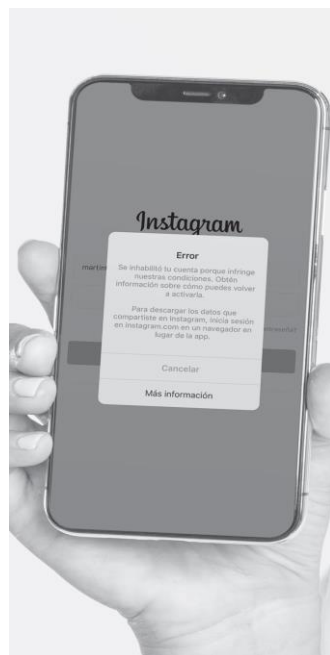 Instagram
Error
Se inhabilitó tu cuenta porque infringe
nuestras condiciones. Obtén
información sobre cómo puedes volver
a activarla.
Para descargar los datos que
compartiste en Instagram, inicia sesión
en Instagram.com en un navegador en
lugar de la app.
Cancelar
Más información